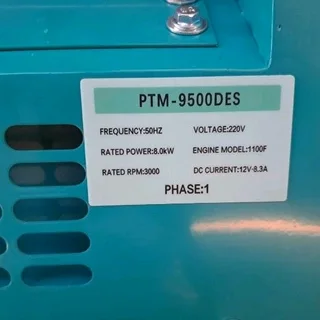 PTM-9500DES
FREQUENCY:50HZ VOLTAGE:220V
RATED POWER:8.0kW ENGINE MODEL:1100F
RATED RPM:3000 DC CURRENT:12V-8.3A
PHASE:1